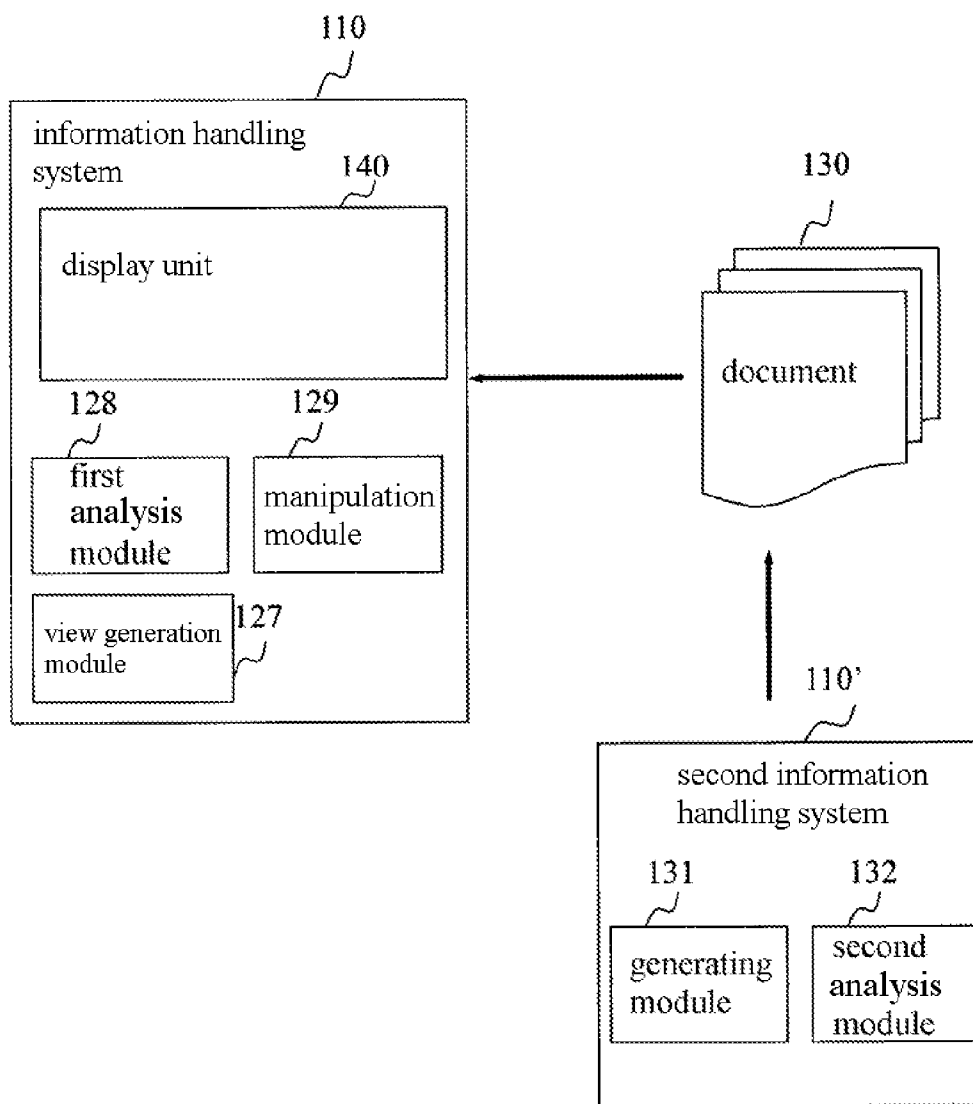 110
information handling
system
140
display unit
128
129
first
analysis
module
manipulation
module
view generation
module
127
130
document
110’
second information
handling system
131
132
generating
module
second
analysis
module